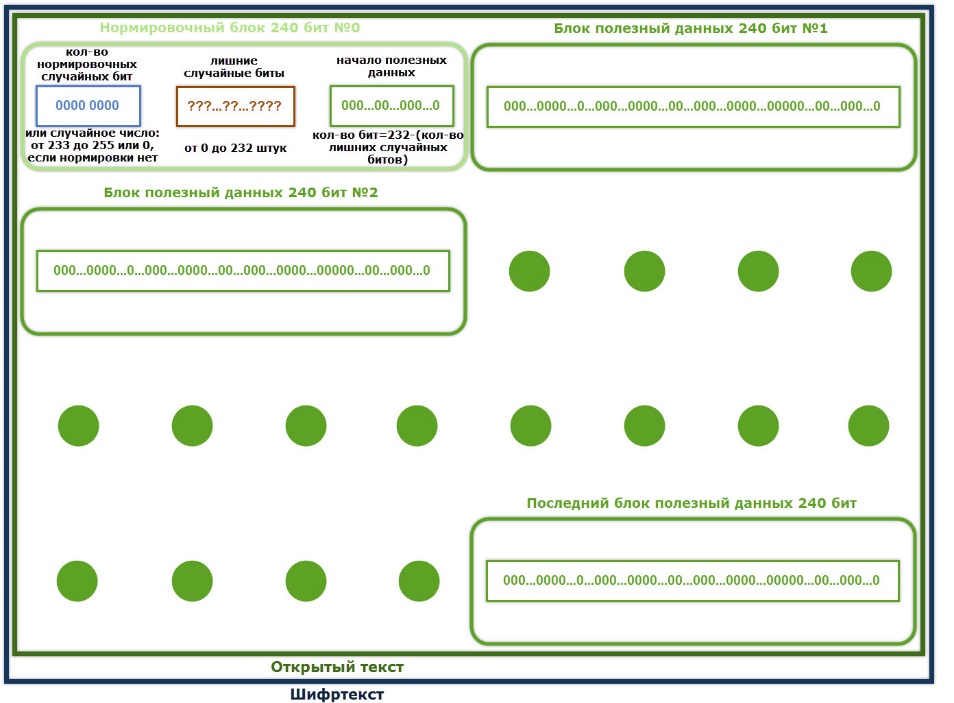 Нормировочный блок 240 бит №0
кол-во
нормировочных
случайных бит
0000 0000
или случайное число:
от 233 до 255 или 0,
если нормировки нет
лишние
случайные биты
???...??...????
от 0 до 232 штук
начало полезных
данных
000...00...000...0
кол-во бит=232-(кол-во
лишних случайных
битов)
Блок полезный данных 240 бит №1
000...0000...0...000...0000...00...000...0000...00000...00...000...0
Блок полезный данных 240 бит №2
000...0000...0...000...0000...00...000...0000...00000...00...000...0
Последний блок полезный данных 240 бит
000...0000...0...000...0000...00...000...0000...00000...00...000...0
Открытый текст
Шифртекст